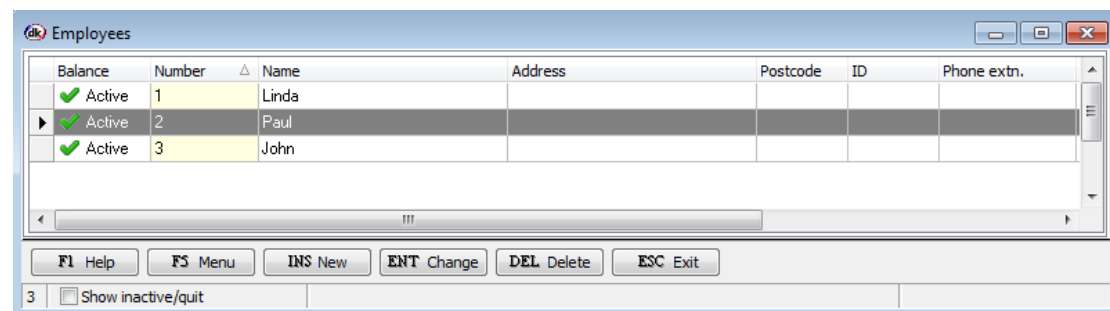 dk Employees
Balance Number Name Address Postcode ID Phone extn.
Active 1 Linda
Active 2 Paul
Active 3 John
F1 Help F5 Menu INS New ENT Change DEL Delete ESC Exit
3 Show inactive/quit